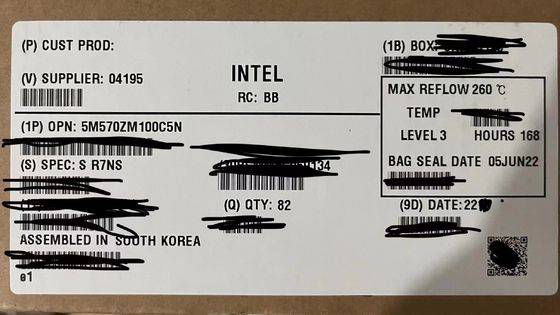 (P) CUST PROD:
(1B) BOX
(V) SUPPLIER: 04195
INTEL
RC: BB
MAX REFLOW 260 ℃
TEMP
LEVEL 3 HOURS 168
BAG SEAL DATE 05JUN22
(1P) OPN: 5M570ZM100C5N
(S) SPEC: S R7NS
134
(Q) QTY: 82
(9D) DATE:22
ASSEMBLED IN SOUTH KOREA
e1